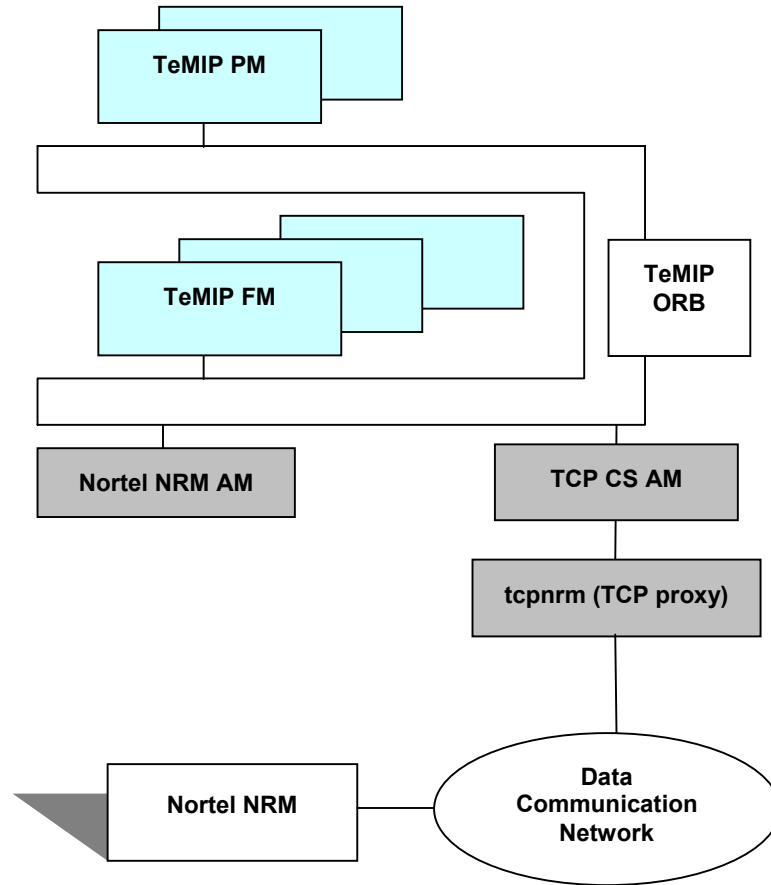 TeMIP PM
TeMIP FM
TeMIP
ORB
Nortel NRM AM
TCP CS AM
tcpnrm (TCP proxy)
Nortel NRM
Data
Communication
Network